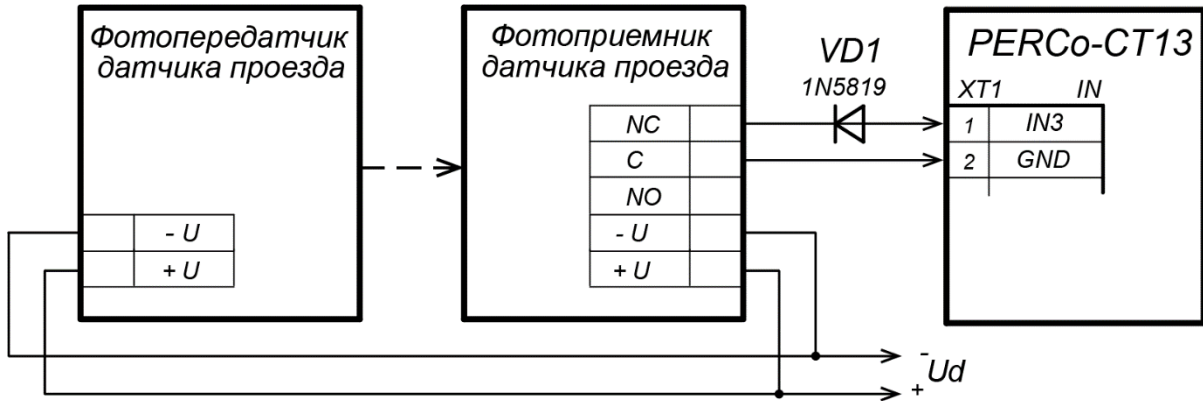 Фотопередатчик
датчика проезда
- U
+ U
Фотоприемник
датчика проезда
NC
C
NO
- U
+ U
VD1
1N5819
PERCo-CT13
XT1 IN
1 IN3
2 GND
- 
Ud
+